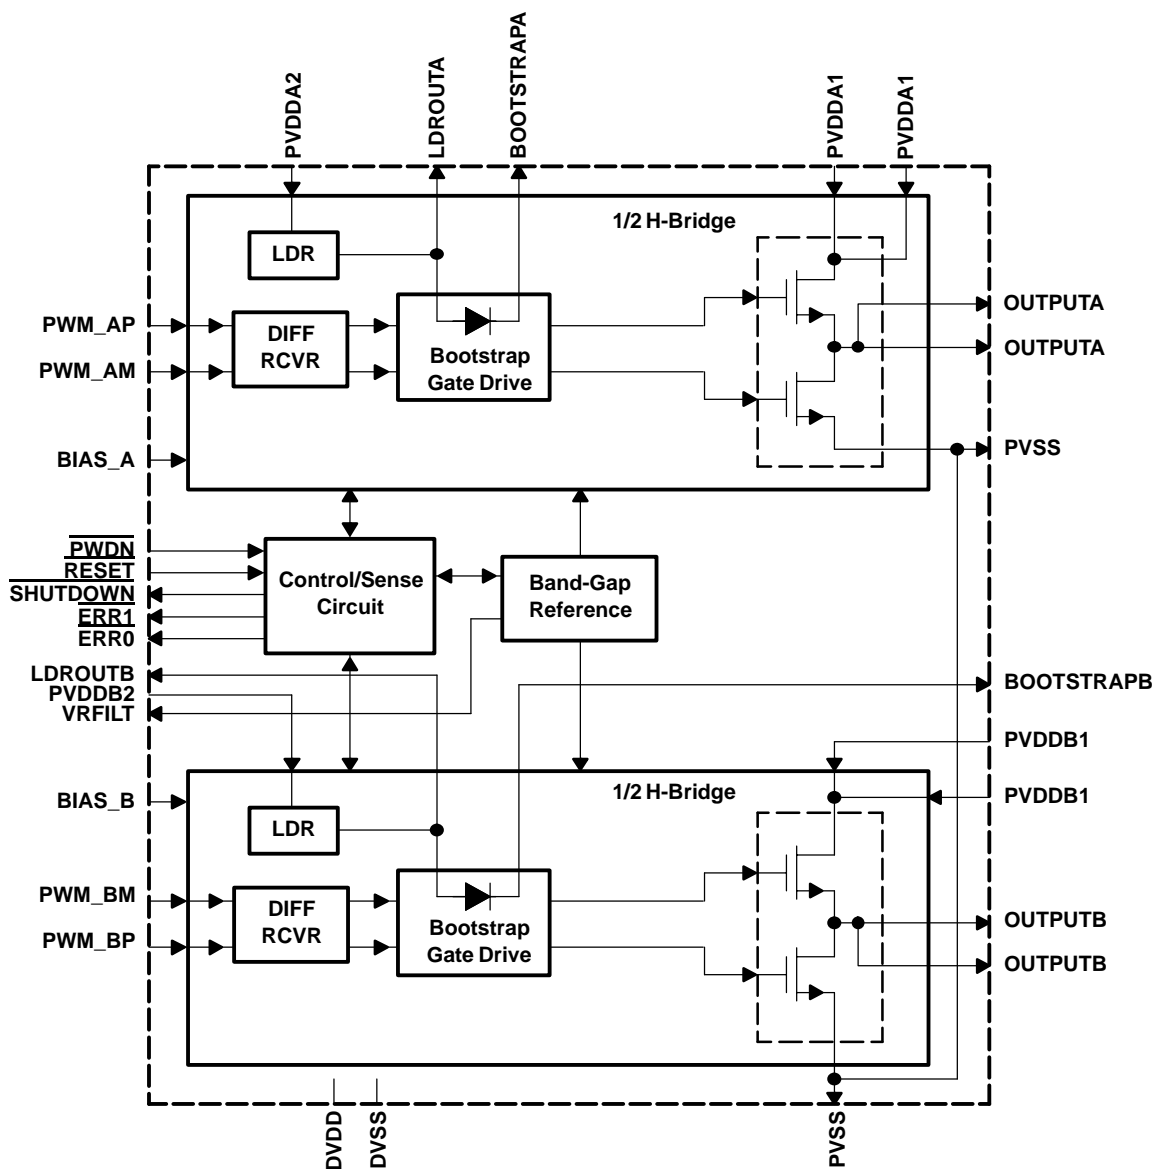 PVDDA2
LDROUTA
BOOTSTRAPA
PVDDA1
PVDDA1
1/2 H-Bridge
LDR
PWM_AP
PWM_AM
DIFF
RCVR
Bootstrap
Gate Drive
OUTPUTA
OUTPUTA
BIAS_A
PVSS
PWDN
RESET
SHUTDOWN
ERR1
ERR0
Control/Sense
Circuit
Band-Gap
Reference
LDROUTB
PVDDB2
VRFILT
BOOTSTRAPB
PVDDB1
PVDDB1
BIAS_B
1/2 H-Bridge
LDR
PWM_BM
PWM_BP
DIFF
RCVR
Bootstrap
Gate Drive
OUTPUTB
OUTPUTB
DVDD
DVSS
PVSS